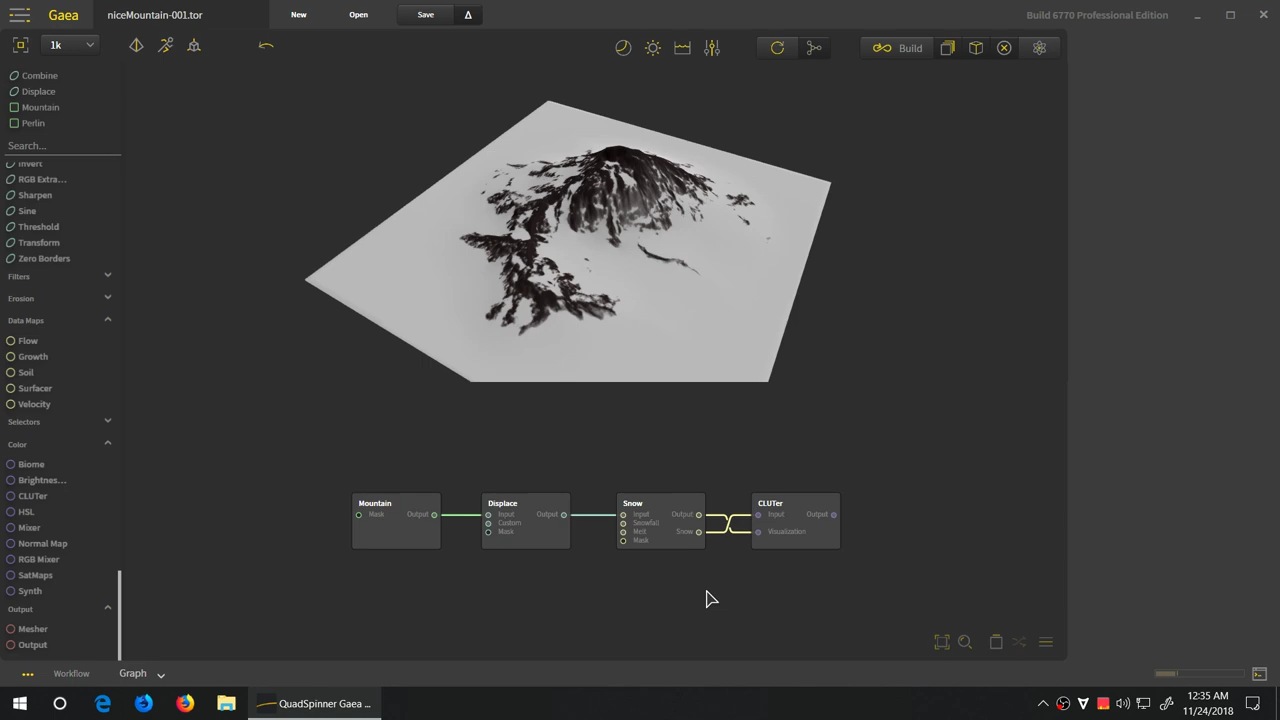 Gaea
niceMountain-001.tor
New
Open
Save
Build 6770 Professional Edition
1k
Build
Combine
Displace
Mountain
Perlin
Search...
Invert
RGB Extra...
Sharpen
Sine
Threshold
Transform
Zero Borders
Filters
Erosion
Data Maps
Flow
Growth
Soil
Surfacer
Velocity
Selectors
Color
Biome
Brightnes...
CLUTer
HSL
Mixer
Normal Map
RGB Mixer
SatMaps
Synth
Output
Mesher
Output
Mountain
Mask Output
Displace
Input Output
Custom
Mask
Snow
Input Output
Snowfall
Melt Snow
Mask
CLUTer
Input Output
Visualization
Workflow
Graph
QuadSpinner Gaea ...
12:35 AM
11/24/2018